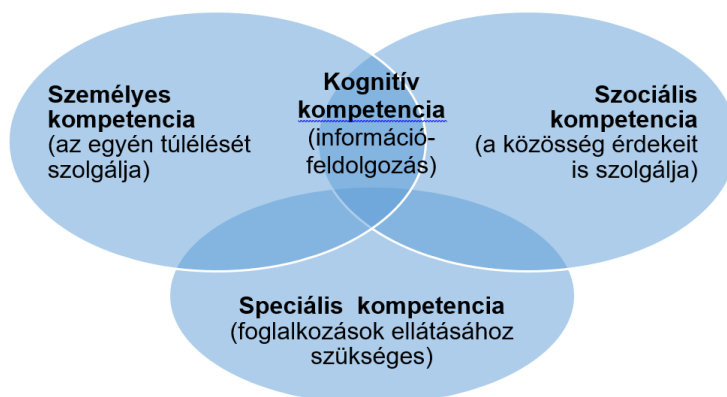 Személyes
kompetencia
(az egyén túlélését
szolgálja)
Kognitív
kompetencia
(információ-
feldolgozás)
Szociális
kompetencia
(a közösség érdekeit
is szolgálja)
Speciális kompetencia
(foglalkozások ellátásához
szükséges)